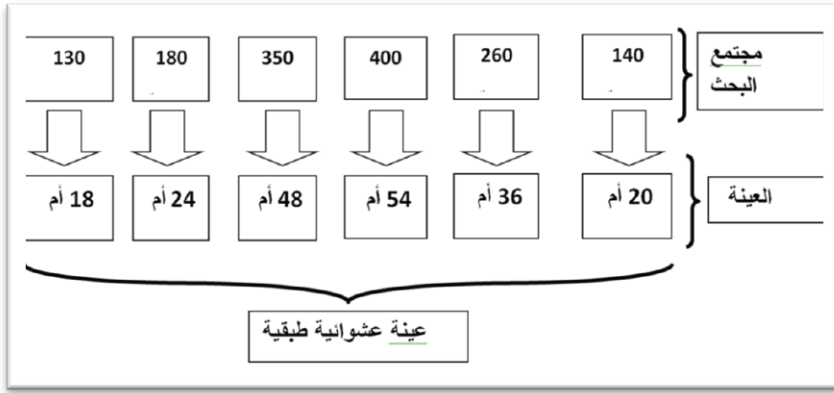 مجتمع
البحث
140
260
400
350
180
130
العينة
20 أم
36 أم
54 أم
48 أم
24 أم
18 أم
عينة عشوائية طبقية